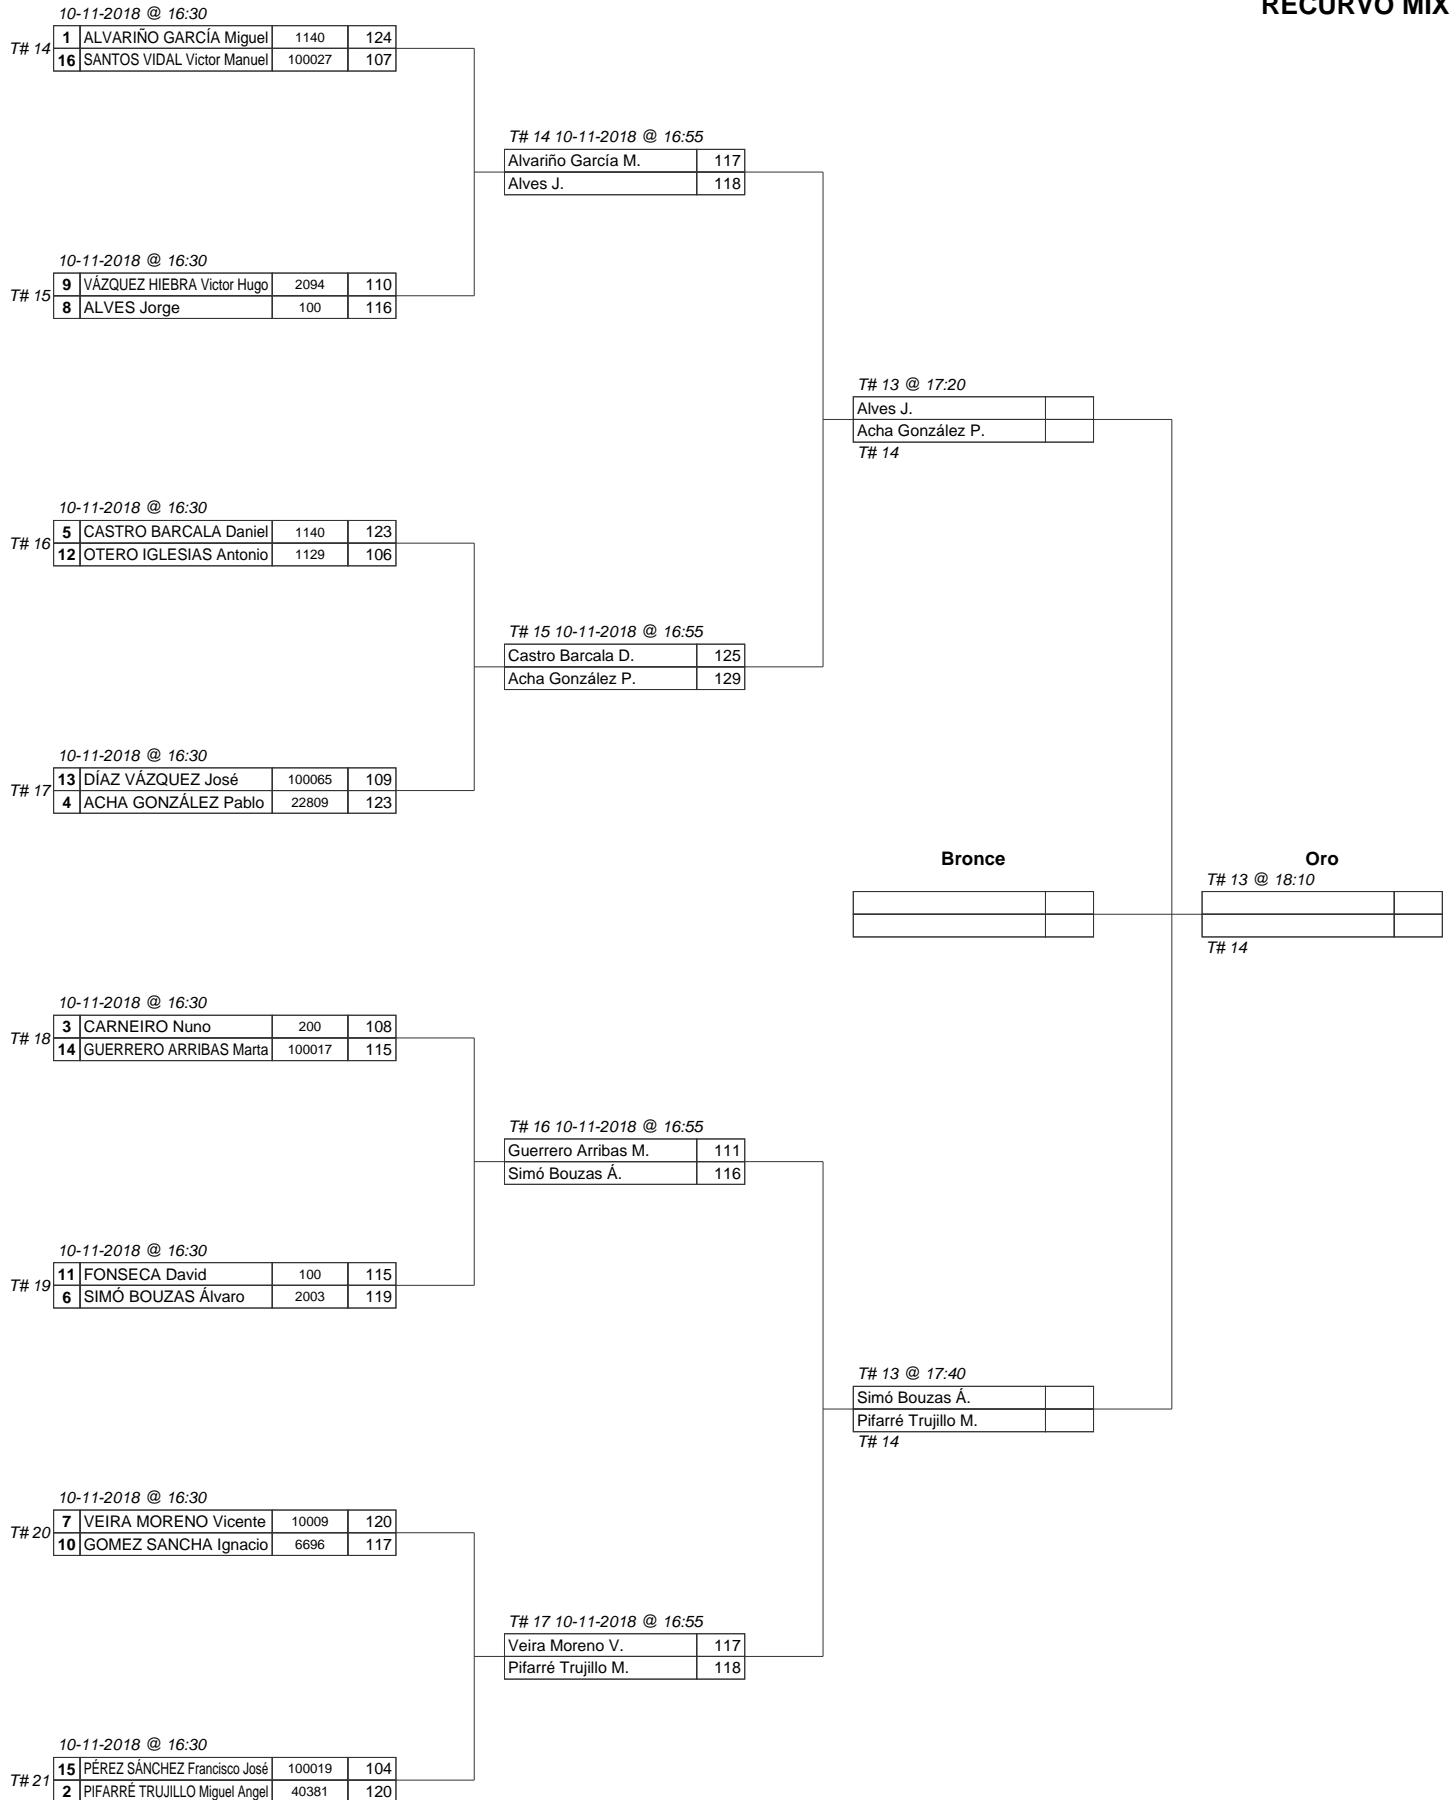 RECURVO MIX
10-11-2018 @ 16:30
T# 14
1 ALVARIÑO GARCÍA Miguel 1140 124
16 SANTOS VIDAL Victor Manuel 100027 107
T# 14 10-11-2018 @ 16:55
Alvariño García M. 117
Alves J. 118
10-11-2018 @ 16:30
T# 15
9 VÁZQUEZ HIEBRA Victor Hugo 2094 110
8 ALVES Jorge 100 116
T# 13 @ 17:20
Alves J.
Acha González P.
T# 14
10-11-2018 @ 16:30
T# 16
5 CASTRO BARCALA Daniel 1140 123
12 OTERO IGLESIAS Antonio 1129 106
T# 15 10-11-2018 @ 16:55
Castro Barcala D. 125
Acha González P. 129
10-11-2018 @ 16:30
T# 17
13 DÍAZ VÁZQUEZ José 100065 109
4 ACHA GONZÁLEZ Pablo 22809 123
Bronce
Oro
T# 13 @ 18:10
T# 14
10-11-2018 @ 16:30
T# 18
3 CARNEIRO Nuno 200 108
14 GUERRERO ARRIBAS Marta 100017 115
T# 16 10-11-2018 @ 16:55
Guerrero Arribas M. 111
Simó Bouzas Á. 116
10-11-2018 @ 16:30
T# 19
11 FONSECA David 100 115
6 SIMÓ BOUZAS Álvaro 2003 119
T# 13 @ 17:40
Simó Bouzas Á.
Pifarré Trujillo M.
T# 14
10-11-2018 @ 16:30
T# 20
7 VEIRA MORENO Vicente 10009 120
10 GOMEZ SANCHA Ignacio 6696 117
T# 17 10-11-2018 @ 16:55
Veira Moreno V. 117
Pifarré Trujillo M. 118
10-11-2018 @ 16:30
T# 21
15 PÉREZ SÁNCHEZ Francisco José 100019 104
2 PIFARRÉ TRUJILLO Miguel Angel 40381 120